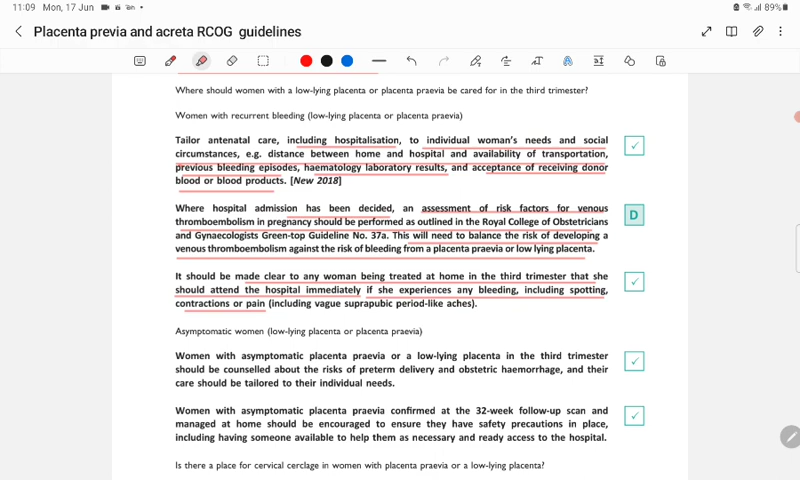 11:09 Mon, 17 Jun
89%
Placenta previa and acreta RCOG guidelines
Where should women with a low-lying placenta or placenta praevia be cared for in the third trimester?
Women with recurrent bleeding (low-lying placenta or placenta praevia)
Tailor antenatal care, including hospitalisation, to individual woman's needs and social
circumstances, e.g. distance between home and hospital and availability of transportation,
previous bleeding episodes, haematology laboratory results, and acceptance of receiving donor
blood or blood products. [New 2018]
Where hospital admission has been decided, an assessment of risk factors for venous
D
thromboembolism in pregnancy should be performed as outlined in the Royal College of Obstetricians
and Gynaecologists Green-top Guideline No. 37a. This will need to balance the risk of developing a
venous thromboembolism against the risk of bleeding from a placenta praevia or low lying placenta.
It should be made clear to any woman being treated at home in the third trimester that she
should attend the hospital immediately if she experiences any bleeding, including spotting,
contractions or pain (including vague suprapubic period-like aches).
Asymptomatic women (low-lying placenta or placenta praevia)
Women with asymptomatic placenta praevia or a low-lying placenta in the third trimester
should be counselled about the risks of preterm delivery and obstetric haemorrhage, and their
care should be tailored to their individual needs.
Women with asymptomatic placenta praevia confirmed at the 32-week follow-up scan and
managed at home should be encouraged to ensure they have safety precautions in place,
including having someone available to help them as necessary and ready access to the hospital.
Is there a place for cervical cerclage in women with placenta praevia or a low-lying placenta?